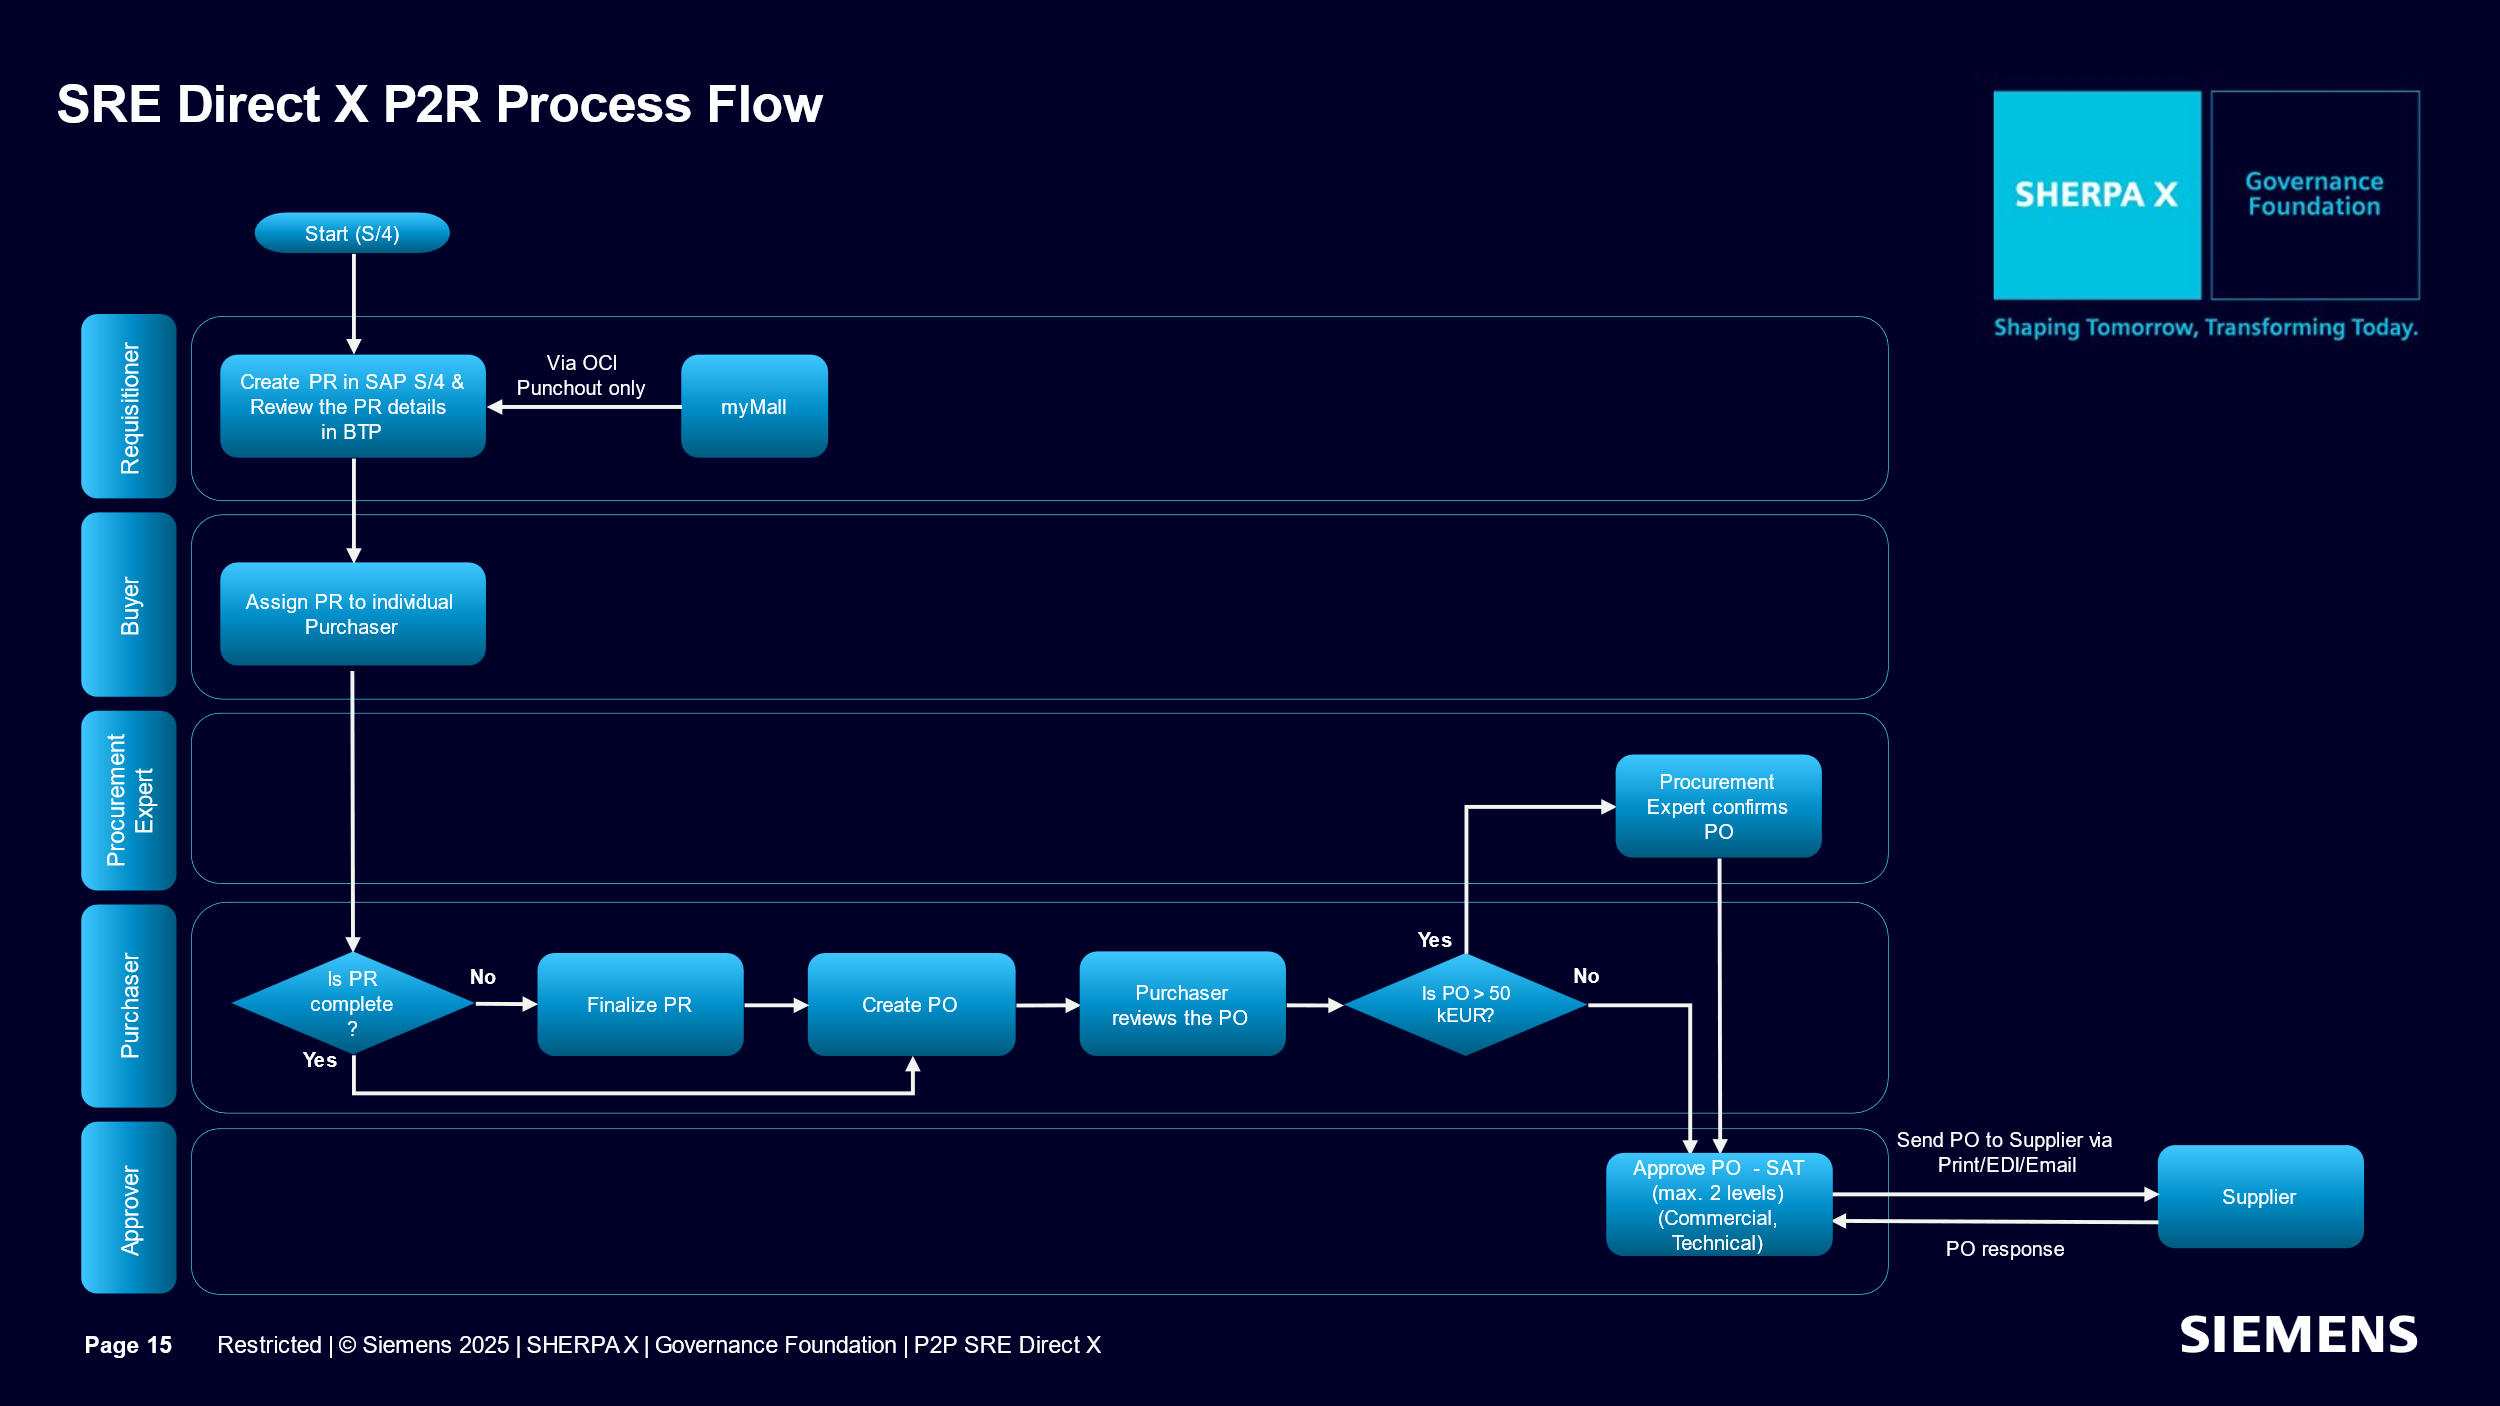 SRE Direct X P2R Process Flow
SHERPA X
Governance
Foundation
Shaping Tomorrow, Transforming Today.
Start (S/4)
Requisitioner
Create PR in SAP S/4 &
Review the PR details
in BTP
Via OCI
Punchout only
myMall
Buyer
Assign PR to individual
Purchaser
Procurement
Expert
Procurement
Expert confirms
PO
Purchaser
Is PR
complete
?
No
Yes
Finalize PR
Create PO
Purchaser
reviews the PO
Yes
Is PO > 50
kEUR?
No
Approver
Approve PO - SAT
(max. 2 levels)
(Commercial,
Technical)
Send PO to Supplier via
Print/EDI/Email
PO response
Supplier
Page 15 Restricted | © Siemens 2025 | SHERPA X | Governance Foundation | P2P SRE Direct X
SIEMENS